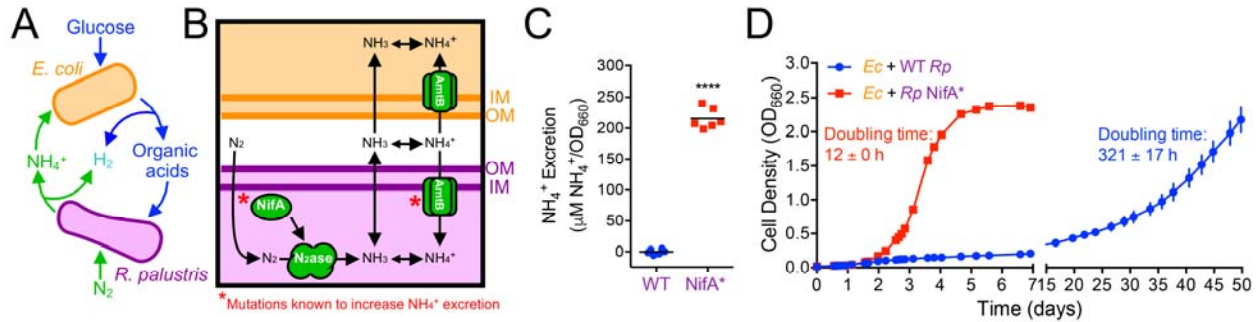 A
Glucose
E. coli
NH₄⁺
H₂
Organic
acids
R. palustris
N₂
B
NH₃
NH₄⁺
AmtB
IM
OM
N₂
NH₃
NH₄⁺
OM
IM
*
NifA
*
AmtB
N₂
N₂ase
NH₃
NH₄⁺
*Mutations known to increase NH₄⁺ excretion
C
NH₄⁺ Excretion
(μM NH₄⁺/OD₆₆₀)
300
250
200
150
100
50
0
****
WT
NifA*
D
Cell Density (OD₆₆₀)
3.0
2.5
2.0
1.5
1.0
0.5
0.0
Ec + WT Rp
Ec + Rp NifA*
Doubling time:
12 ± 0 h
Doubling time:
321 ± 17 h
0 1 2 3 4 5 6 7 15 20 25 30 35 40 45 50
Time (days)